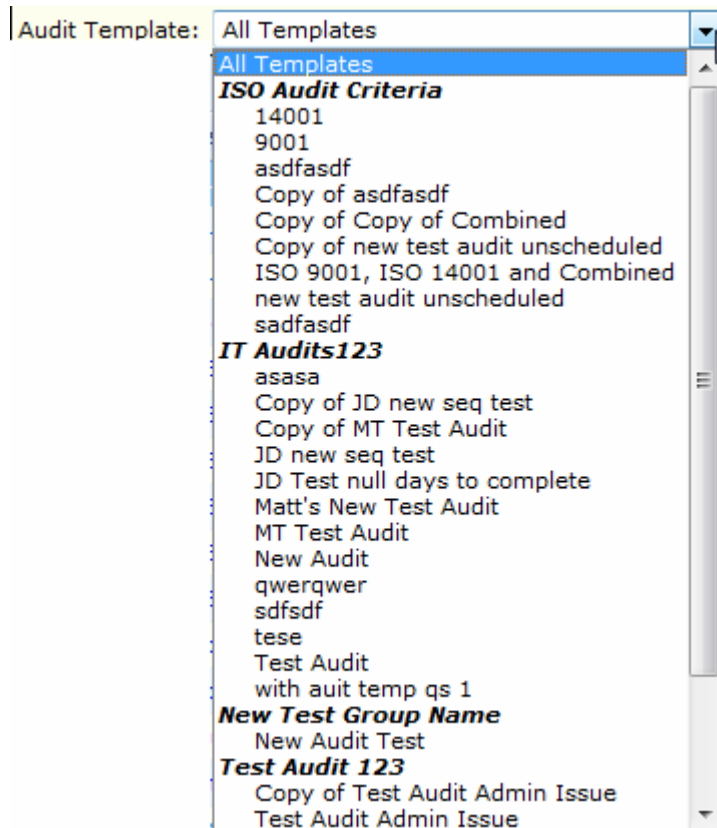 Audit Template: All Templates
All Templates
ISO Audit Criteria
14001
9001
asdfasdf
Copy of asdfasdf
Copy of Copy of Combined
Copy of new test audit unscheduled
ISO 9001, ISO 14001 and Combined
new test audit unscheduled
sadfasdf
IT Audits123
asasa
Copy of JD new seq test
Copy of MT Test Audit
JD new seq test
JD Test null days to complete
Matt's New Test Audit
MT Test Audit
New Audit
qwerqwer
sdfsdf
tese
Test Audit
with auit temp qs 1
New Test Group Name
New Audit Test
Test Audit 123
Copy of Test Audit Admin Issue
Test Audit Admin Issue